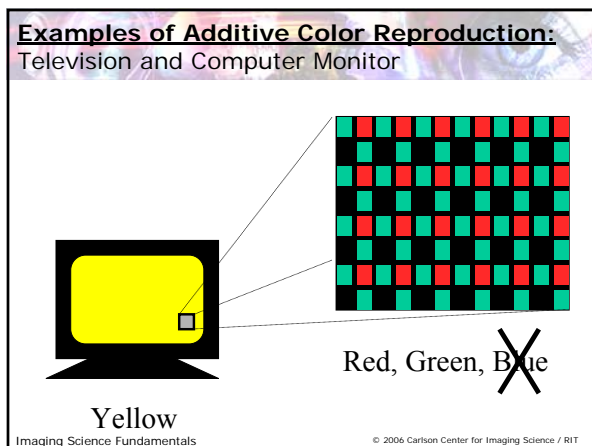 Examples of Additive Color Reproduction:
Television and Computer Monitor
Red, Green, Blue
Yellow
Imaging Science Fundamentals
© 2006 Carlson Center for Imaging Science / RIT